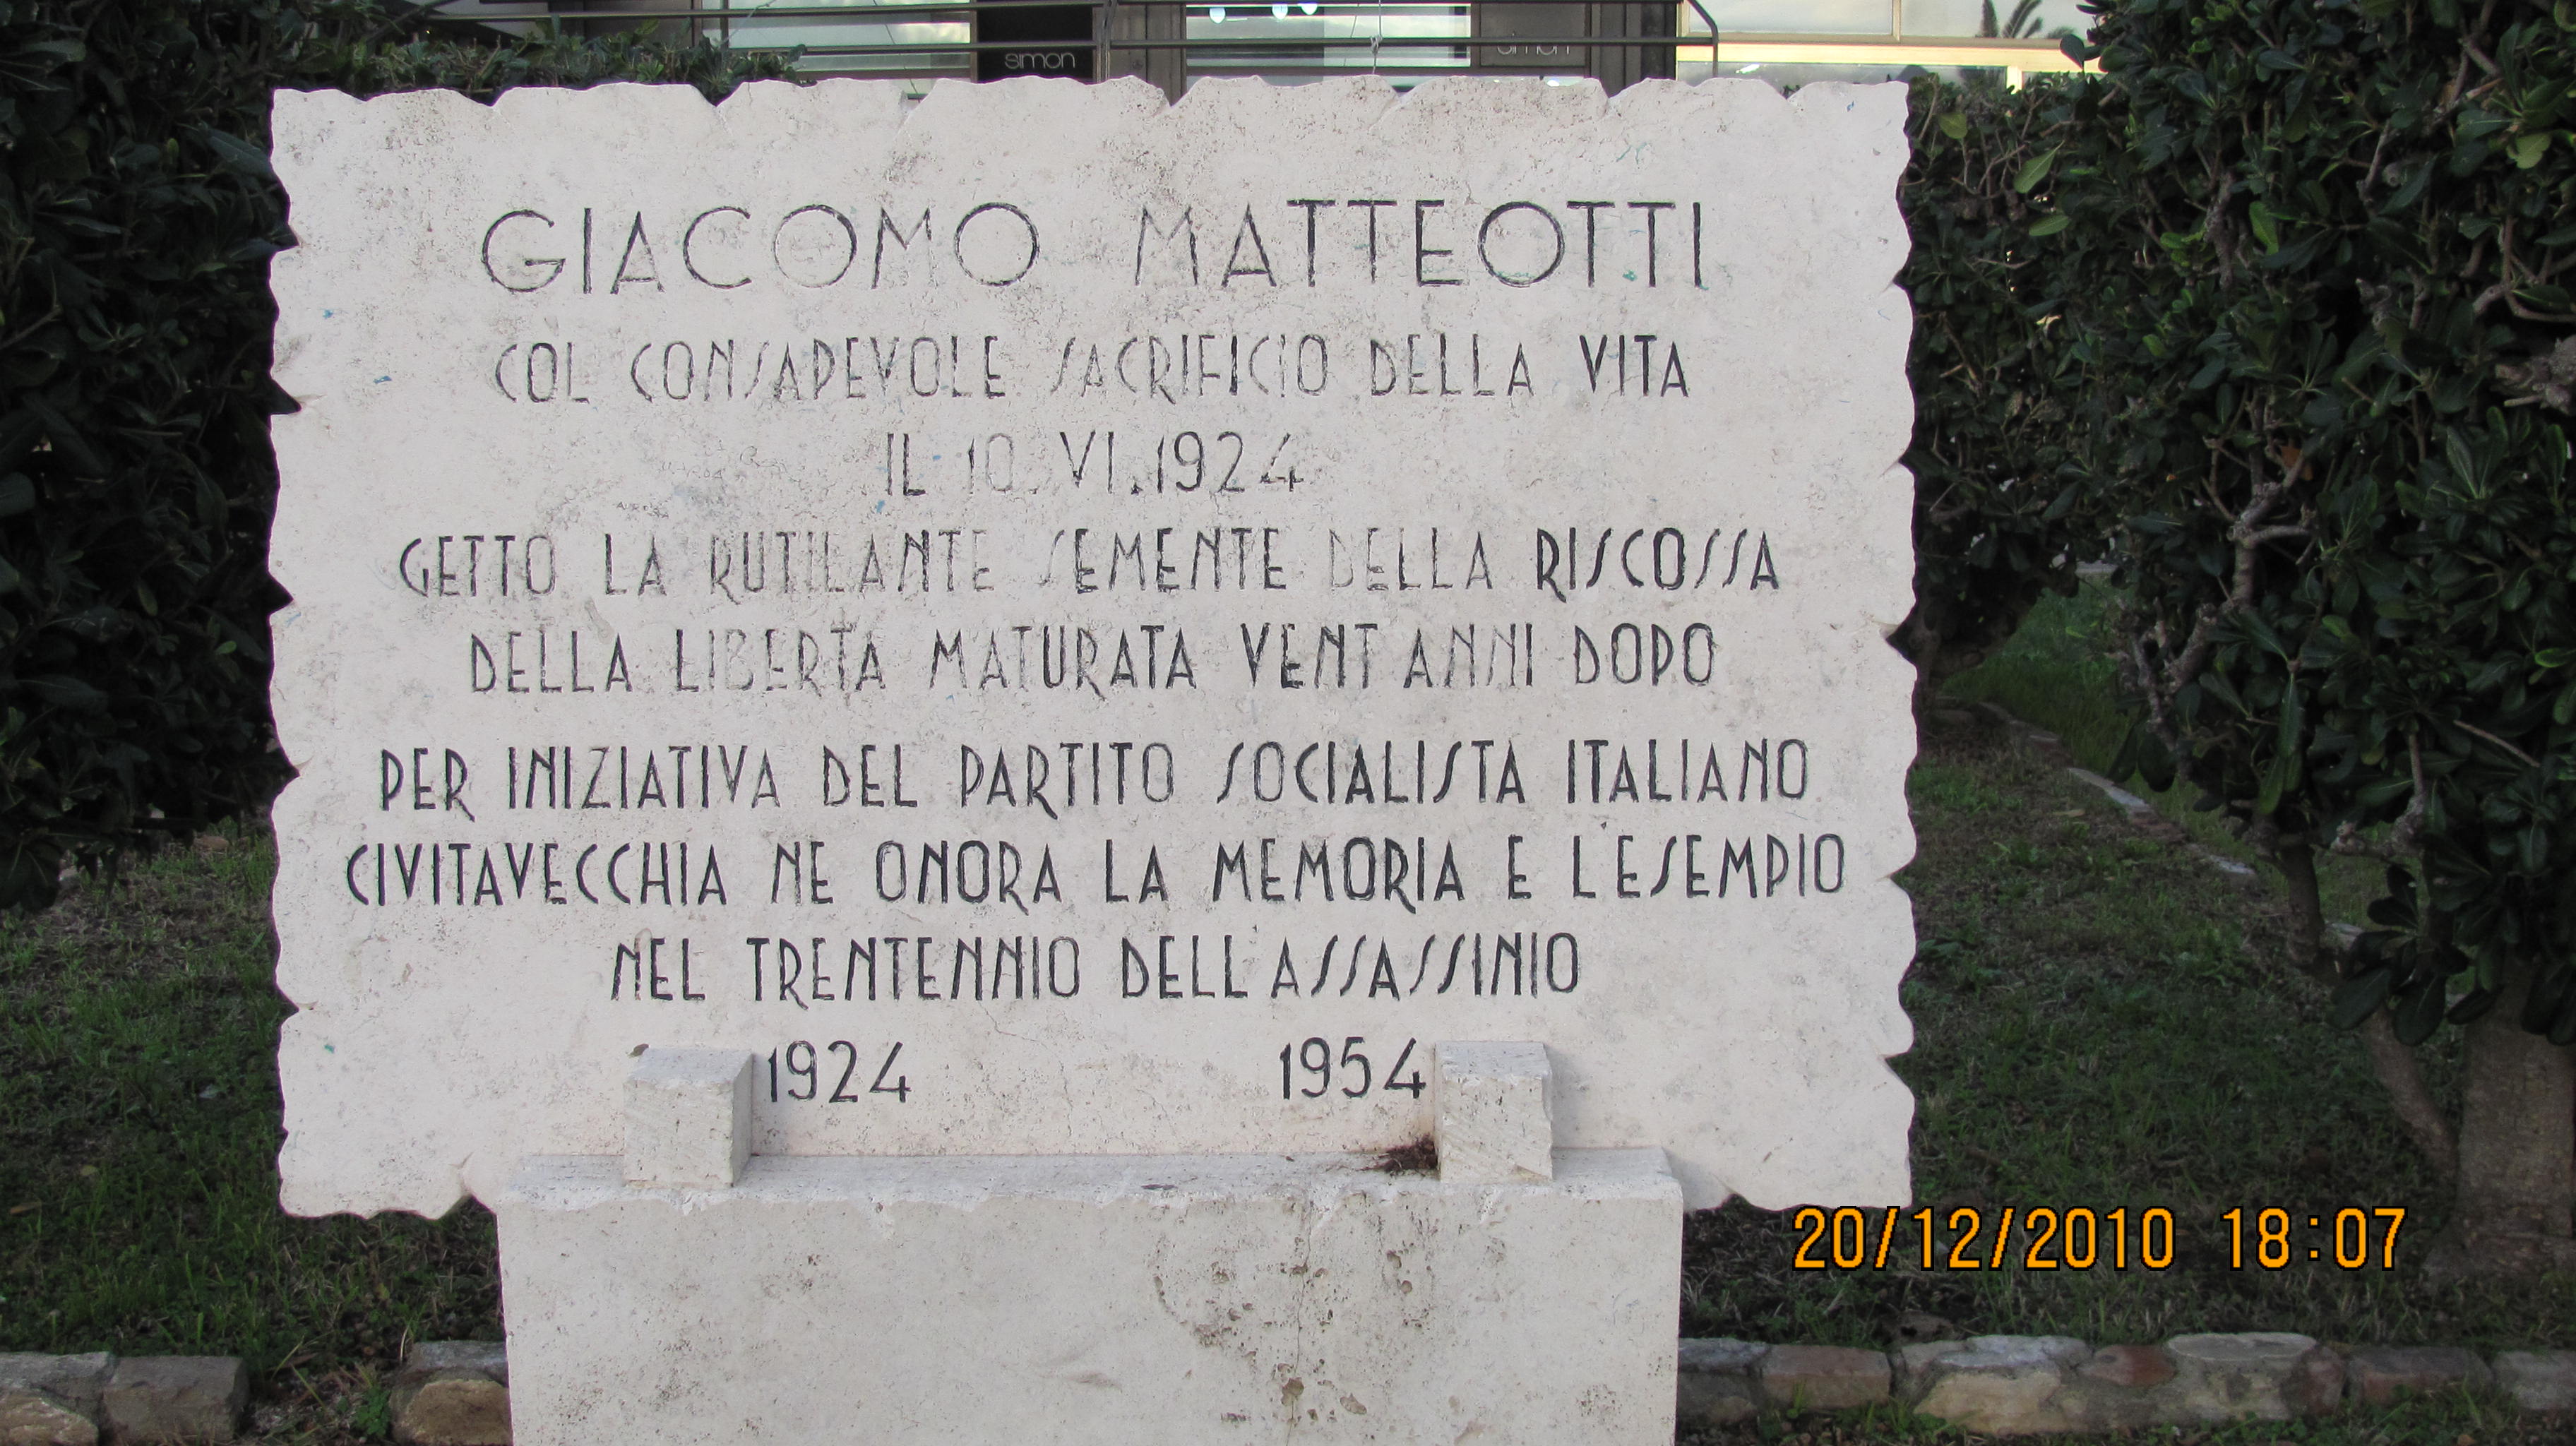 simon
simon
GIACOMO MATTEOTTI
COL CONSAPEVOLE SACRIFICIO DELLA VITA
IL 10.VI.1924
GETTO LA RUTILANTE SEMENTE DELLA RISCOSSA
DELLA LIBERTA MATURATA VENT ANNI DOPO
PER INIZIATIVA DEL PARTITO SOCIALISTA ITALIANO
CIVITAVECCHIA NE ONORA LA MEMORIA E L'ESEMPIO
NEL TRENTENNIO DELL'ASSASSINIO
1924 1954
20/12/2010 18:07